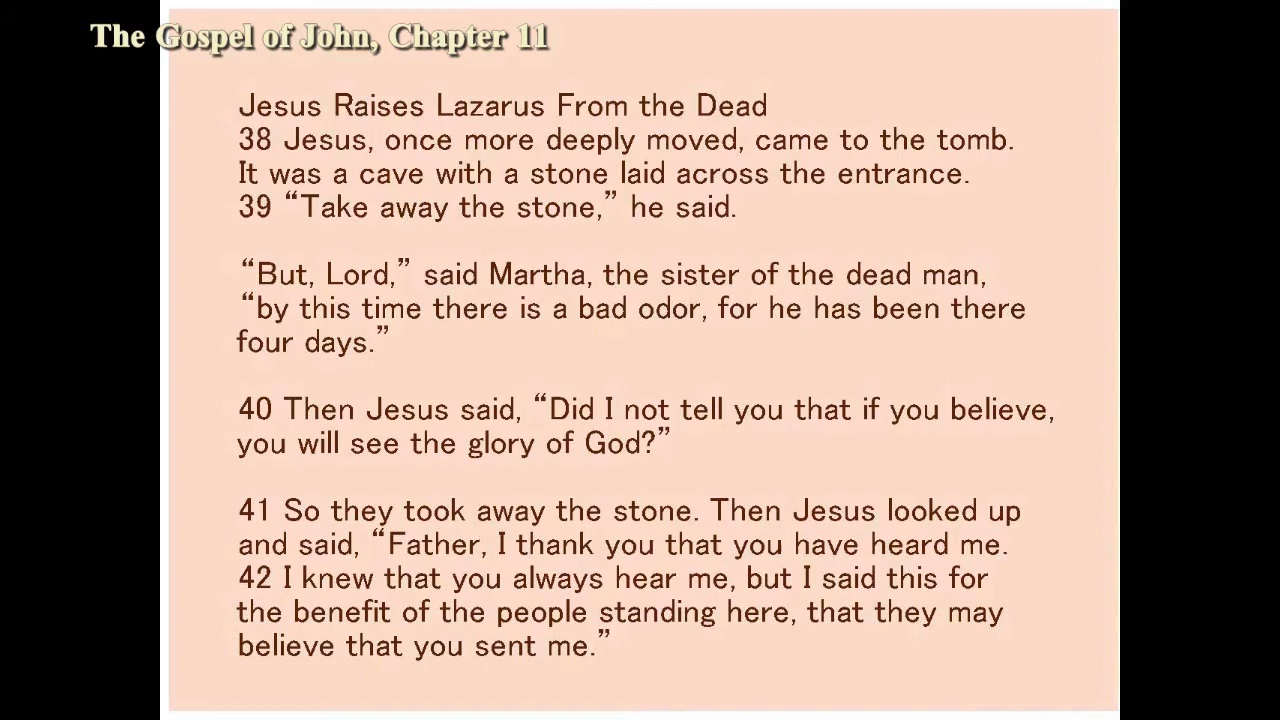 The Gospel of John, Chapter 11
Jesus Raises Lazarus From the Dead
38 Jesus, once more deeply moved, came to the tomb.
It was a cave with a stone laid across the entrance.
39 “Take away the stone,” he said.
“But, Lord,” said Martha, the sister of the dead man,
“by this time there is a bad odor, for he has been there
four days.”
40 Then Jesus said, “Did I not tell you that if you believe,
you will see the glory of God?”
41 So they took away the stone. Then Jesus looked up
and said, “Father, I thank you that you have heard me.
42 I knew that you always hear me, but I said this for
the benefit of the people standing here, that they may
believe that you sent me.”